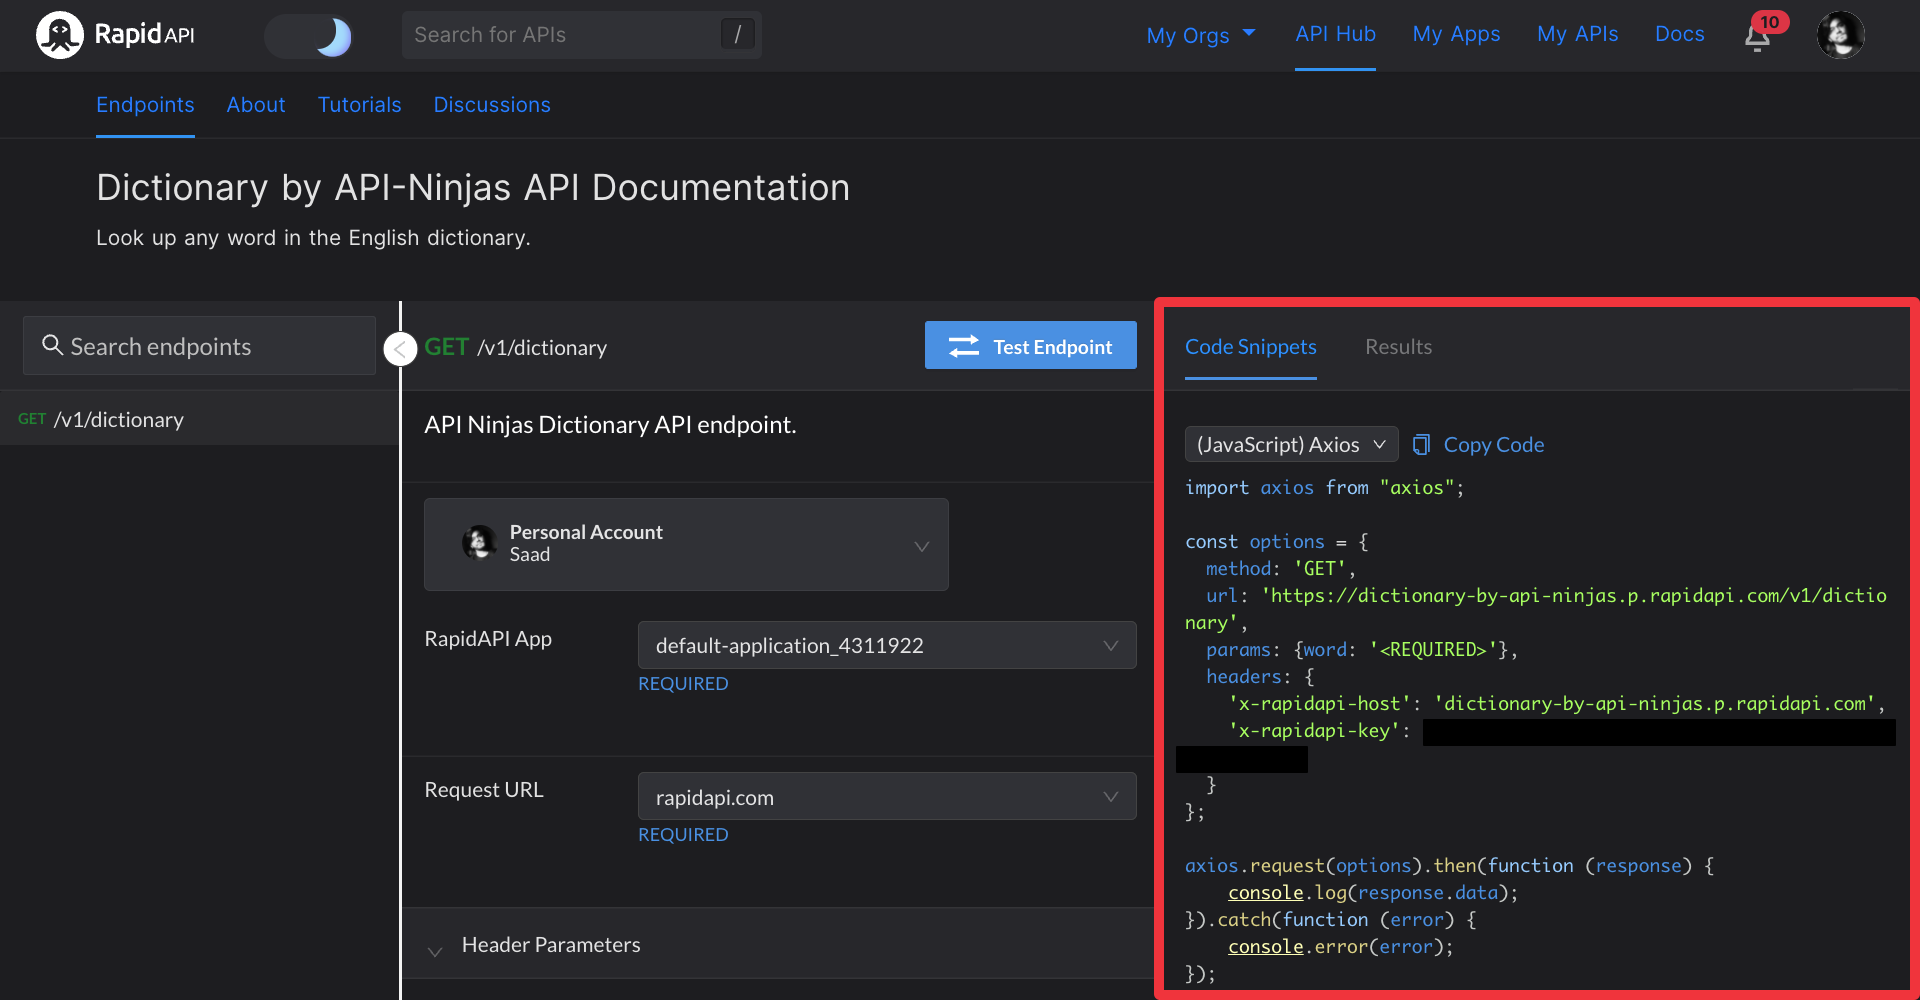 RapidAPI
Search for APIs
/
My Orgs
API Hub
My Apps
My APIs
Docs
10
Endpoints
About
Tutorials
Discussions
Dictionary by API-Ninjas API Documentation
Look up any word in the English dictionary.
Search endpoints
GET /v1/dictionary
GET /v1/dictionary
Test Endpoint
API Ninjas Dictionary API endpoint.
Personal Account
Saad
RapidAPI App
default-application_4311922
REQUIRED
Request URL
rapidapi.com
REQUIRED
Header Parameters
Code Snippets
Results
(JavaScript) Axios
Copy Code
import axios from "axios";
const options = {
method: 'GET',
url: 'https://dictionary-by-api-ninjas.p.rapidapi.com/v1/dictio
nary',
params: {word: '<REQUIRED>'},
headers: {
'x-rapidapi-host': 'dictionary-by-api-ninjas.p.rapidapi.com',
'x-rapidapi-key':
}
};
axios.request(options).then(function (response) {
console.log(response.data);
}).catch(function (error) {
console.error(error);
});